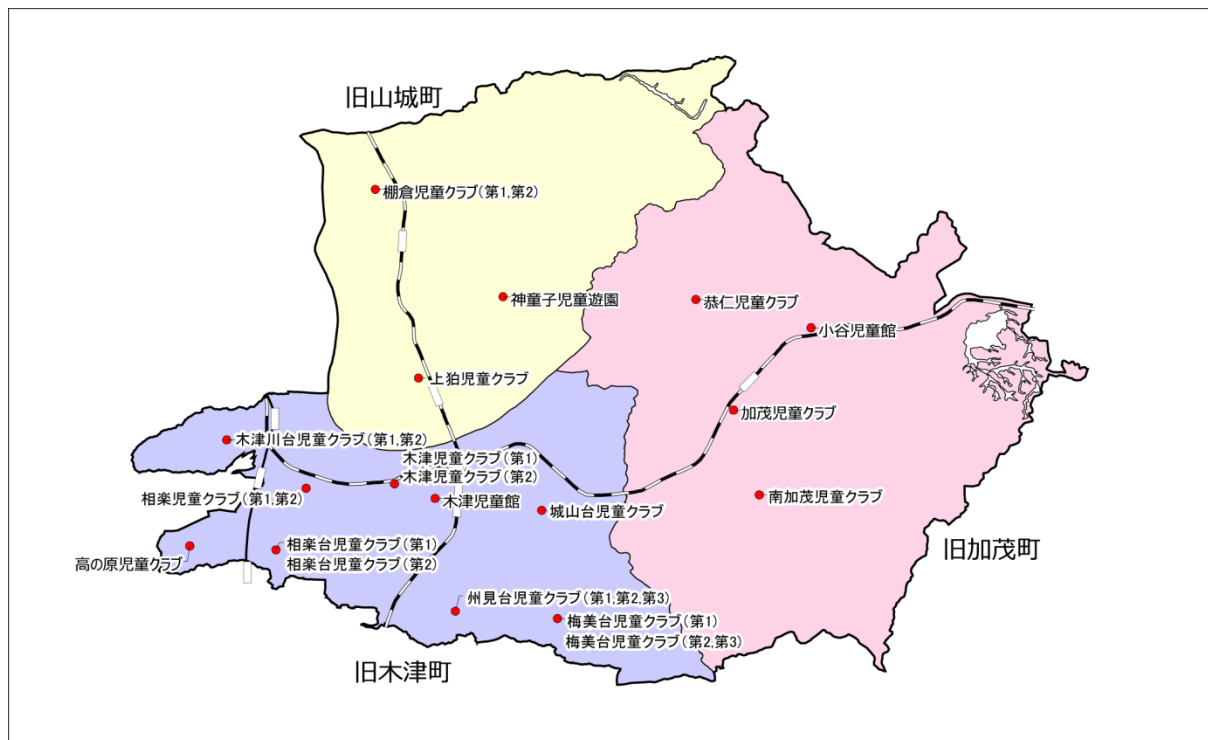 旧山城町
棚倉児童クラブ(第1,第2)
神童子児童遊園
恭仁児童クラブ
小谷児童館
上狛児童クラブ
加茂児童クラブ
木津川台児童クラブ(第1,第2)
木津児童クラブ(第1)
木津児童クラブ(第2)
相楽児童クラブ(第1,第2)
木津児童館
城山台児童クラブ
南加茂児童クラブ
旧加茂町
高の原児童クラブ
相楽台児童クラブ(第1)
相楽台児童クラブ(第2)
州見台児童クラブ(第1,第2,第3)
梅美台児童クラブ(第1)
梅美台児童クラブ(第2,第3)
旧木津町